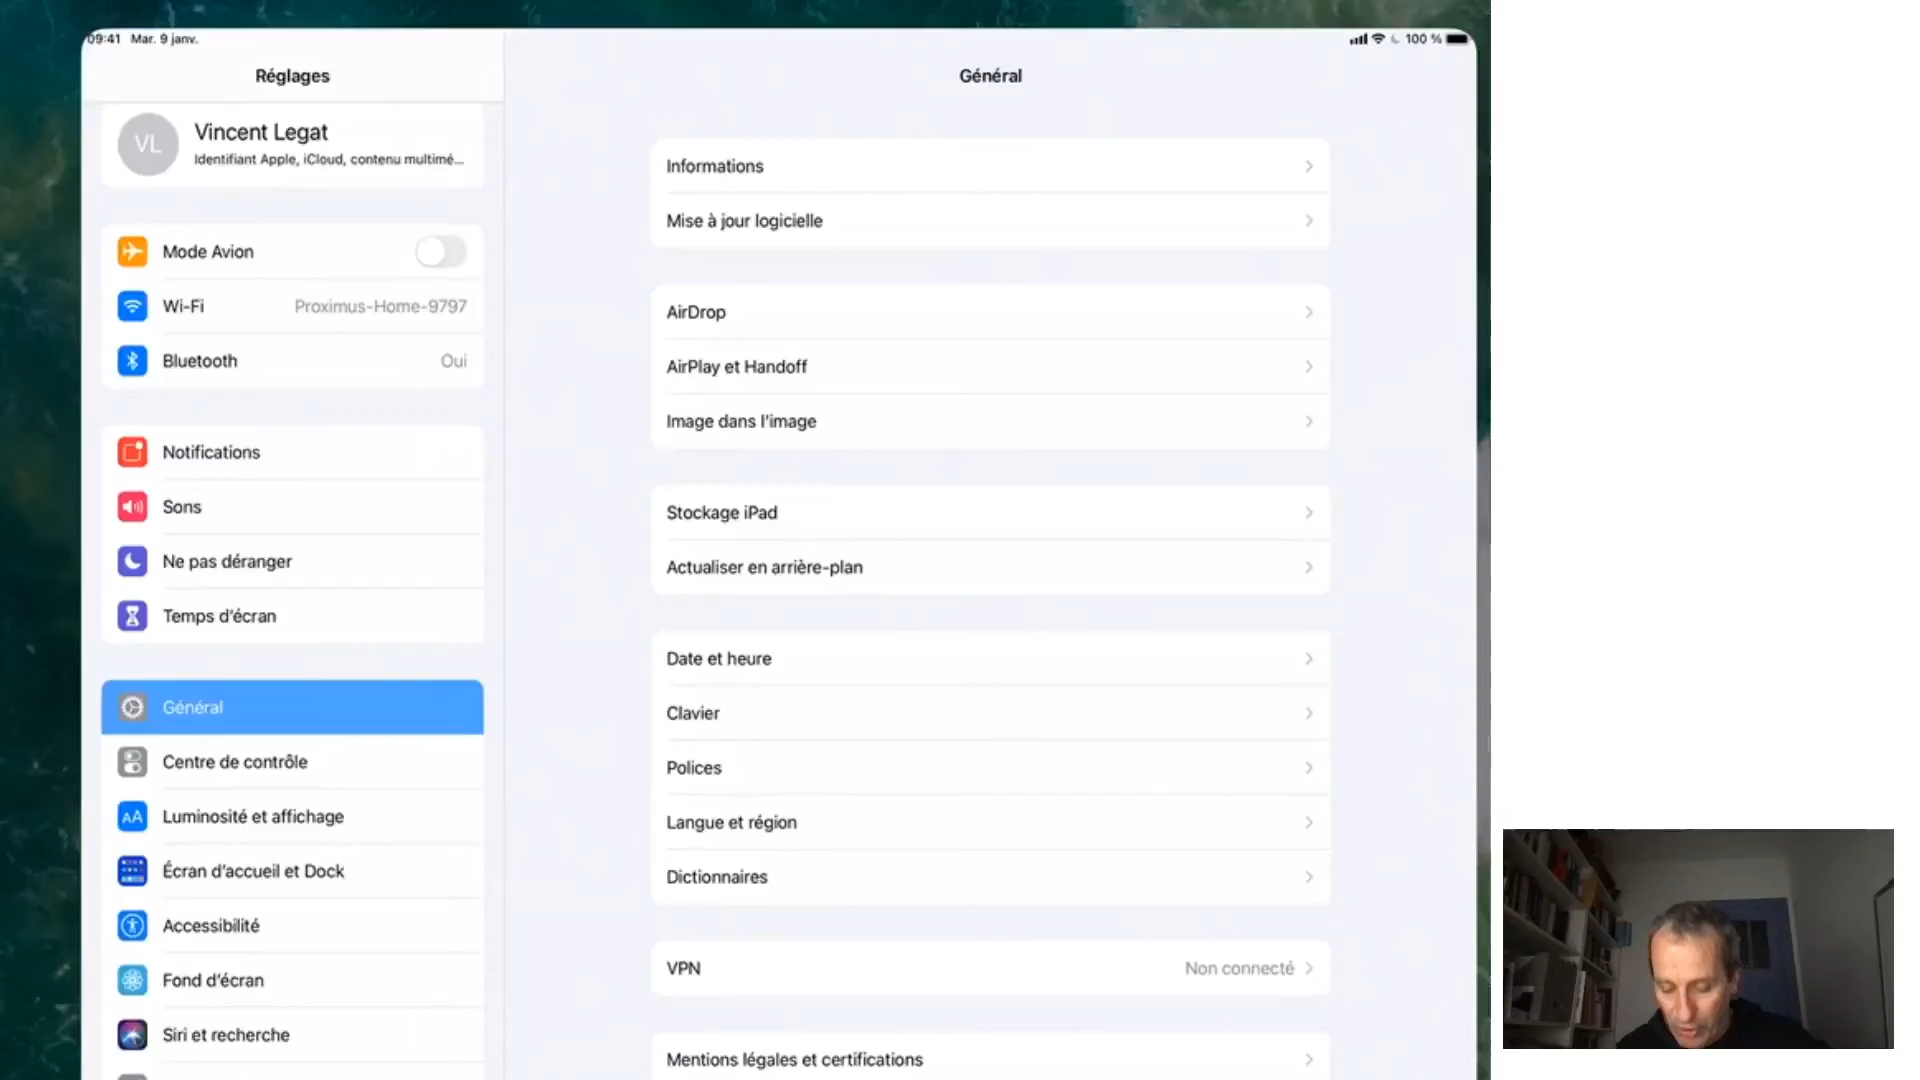 09:41 Mar. 9 janv.
100 %
Réglages
Général
VL
Vincent Legat
Identifiant Apple, iCloud, contenu multimé...
Mode Avion
Wi-Fi Proximus-Home-9797
Bluetooth Oui
Notifications
Sons
Ne pas déranger
Temps d'écran
Général
Centre de contrôle
AA
Luminosité et affichage
Écran d'accueil et Dock
Accessibilité
Fond d'écran
Siri et recherche
Informations
Mise à jour logicielle
AirDrop
AirPlay et Handoff
Image dans l'image
Stockage iPad
Actualiser en arrière-plan
Date et heure
Clavier
Polices
Langue et région
Dictionnaires
VPN Non connecté
Mentions légales et certifications